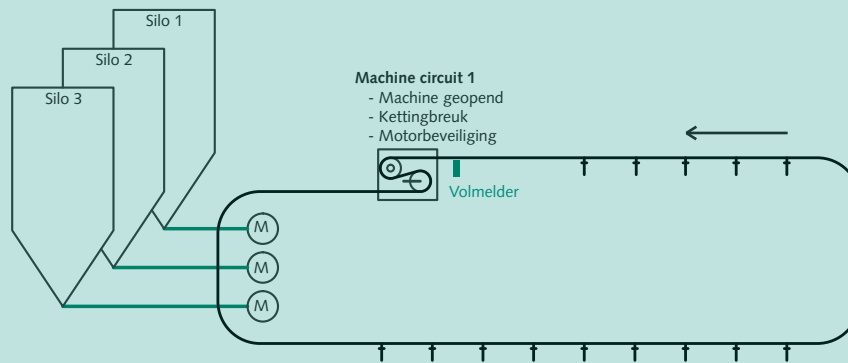 Silo 1
Silo 2
Silo 3
Machine circuit 1
- Machine geopend
- Kettingbreuk
- Motorbeveiliging
Volmelder
M
M
M